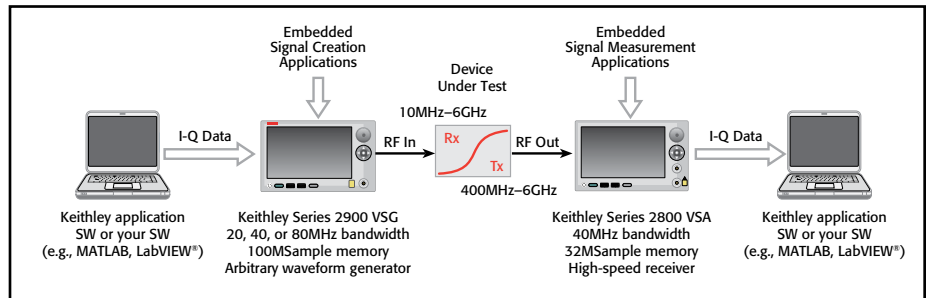 Embedded
Signal Creation
Applications
Embedded
Signal Measurement
Applications
Device
Under Test
10MHz–6GHz
I-Q Data
RF In
Rx
Tx
RF Out
I-Q Data
400MHz–6GHz
Keithley application
SW or your SW
(e.g., MATLAB, LabVIEW®)
Keithley Series 2900 VSG
20, 40, or 80MHz bandwidth
100MSample memory
Arbitrary waveform generator
Keithley Series 2800 VSA
40MHz bandwidth
32MSample memory
High-speed receiver
Keithley application
SW or your SW
(e.g., MATLAB, LabVIEW®)